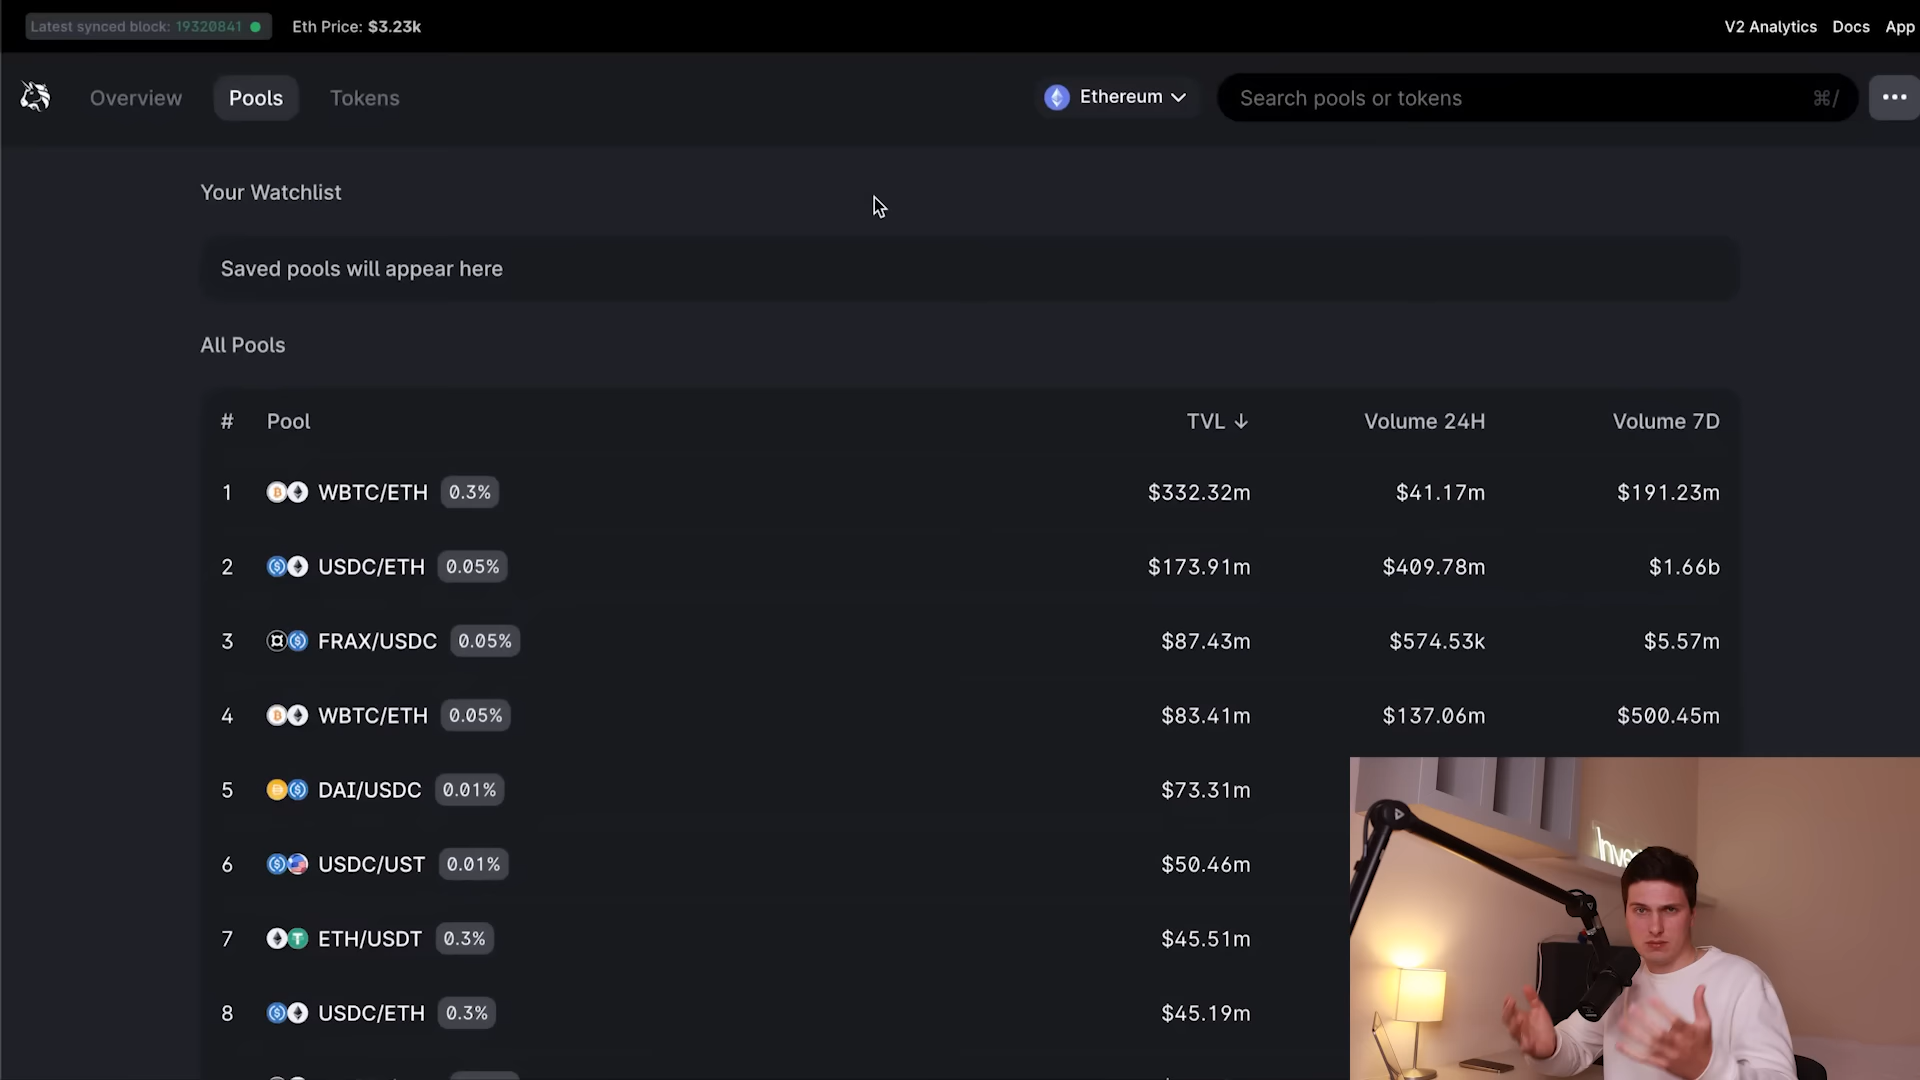 Latest synced block: 19320841 Eth Price: $3.23k V2 Analytics Docs App
Overview Pools Tokens Ethereum Search pools or tokens ⌘/
Your Watchlist
Saved pools will appear here
All Pools
# Pool TVL ↓ Volume 24H Volume 7D
1 WBTC/ETH 0.3% $332.32m $41.17m $191.23m
2 USDC/ETH 0.05% $173.91m $409.78m $1.66b
3 FRAX/USDC 0.05% $87.43m $574.53k $5.57m
4 WBTC/ETH 0.05% $83.41m $137.06m $500.45m
5 DAI/USDC 0.01% $73.31m
6 USDC/UST 0.01% $50.46m
7 ETH/USDT 0.3% $45.51m
8 USDC/ETH 0.3% $45.19m